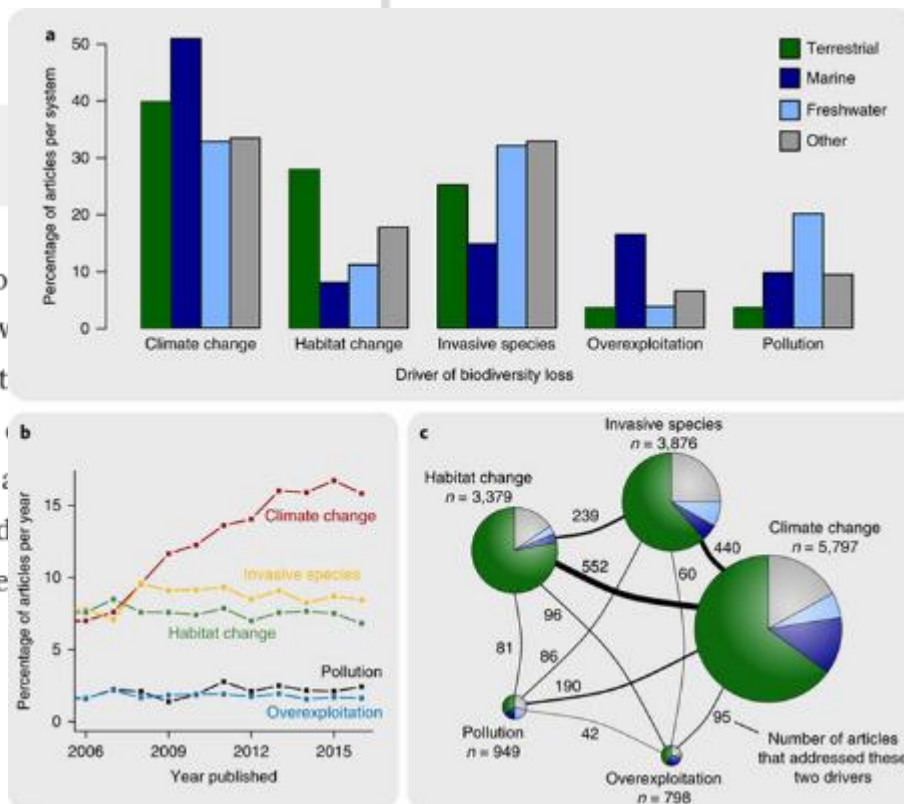 a
50
40
30
20
10
0
Percentage of articles per system
Terrestrial
Marine
Freshwater
Other
Climate change
Habitat change
Invasive species
Overexploitation
Pollution
Driver of biodiversity loss
b
15
10
5
0
Percentage of articles per year
Climate change
Invasive species
Habitat change
Pollution
Overexploitation
2006
2009
2012
2015
Year published
c
Invasive species
n = 3,876
Habitat change
n = 3,379
Climate change
n = 5,797
239
440
552
60
96
81
86
190
42
95
Pollution
n = 949
Overexploitation
n = 798
Number of articles
that addressed these
two drivers